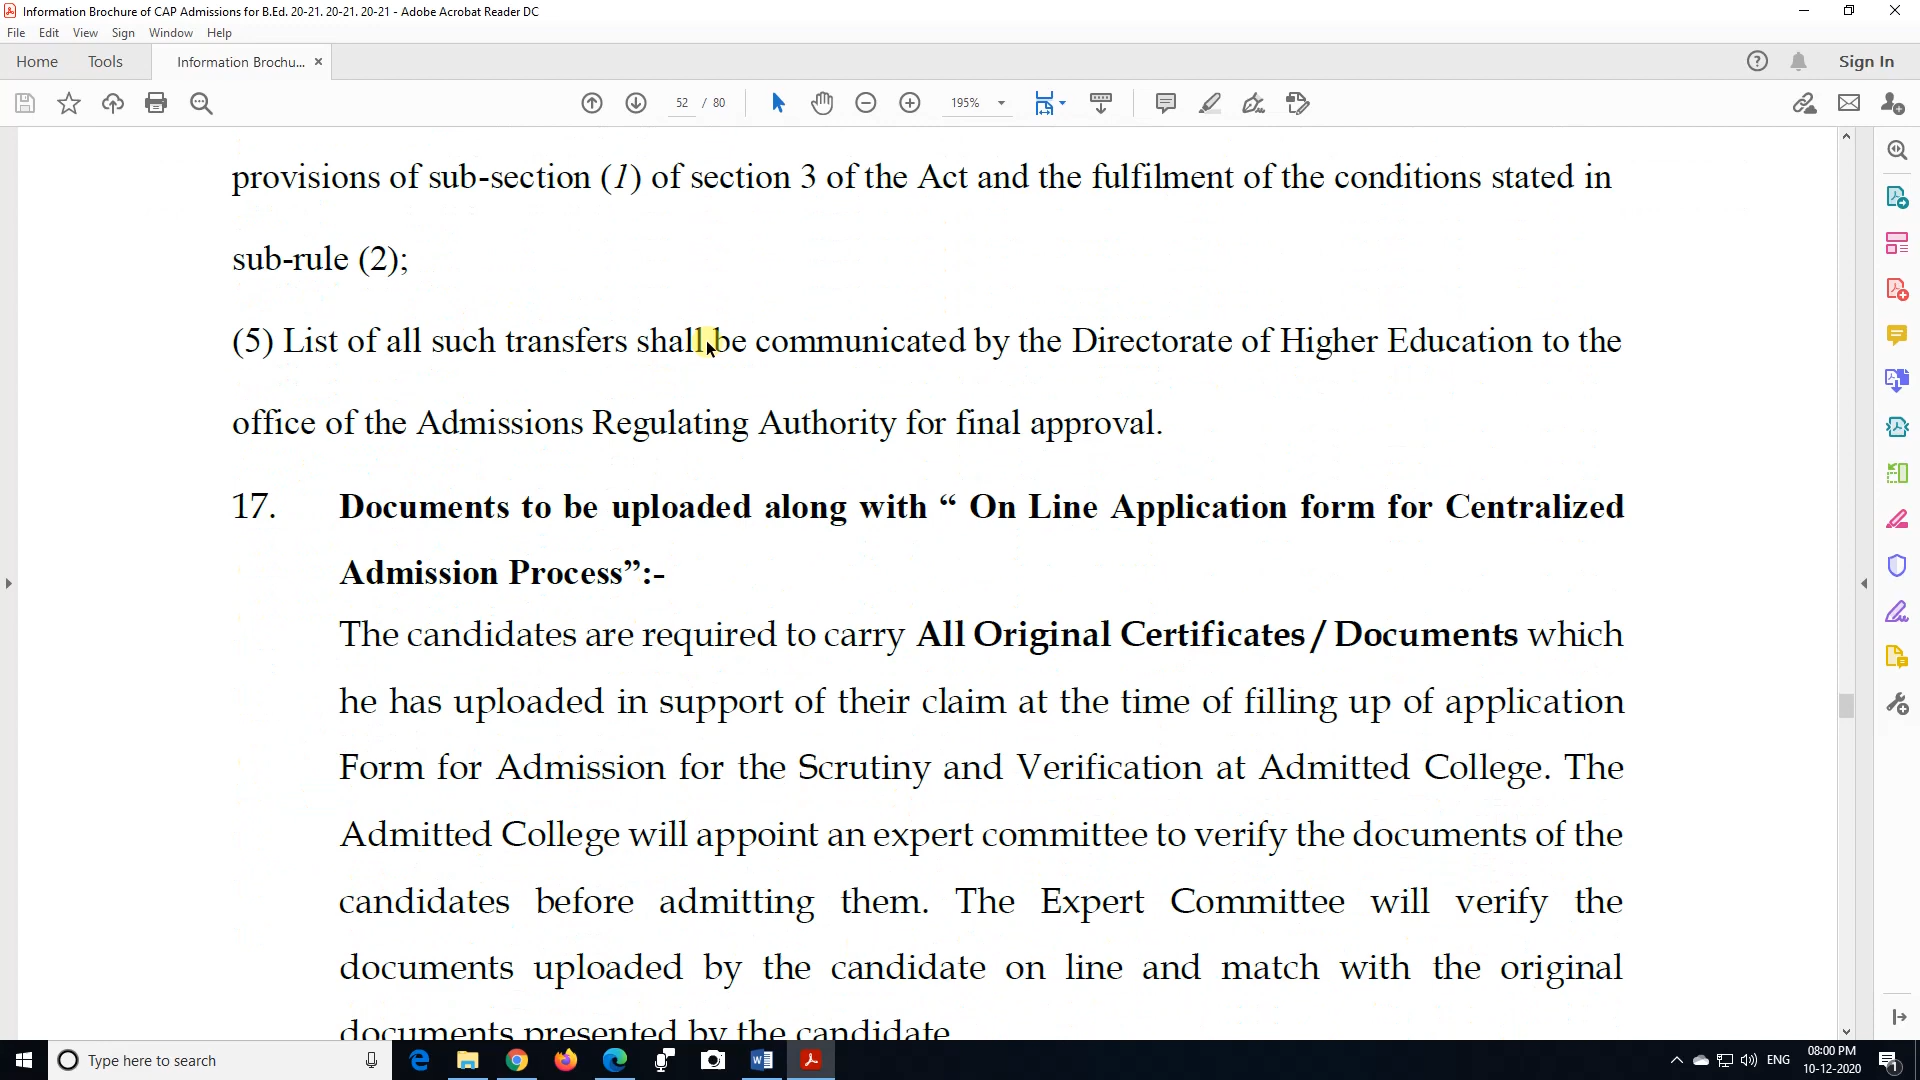 Information Brochure of CAP Admissions for B.Ed. 20-21. 20-21. 20-21 - Adobe Acrobat Reader DC
File Edit View Sign Window Help
Home Tools Information Brochu... × Sign In
52 / 80 195%
provisions of sub-section (1) of section 3 of the Act and the fulfilment of the conditions stated in
sub-rule (2);
(5) List of all such transfers shall be communicated by the Directorate of Higher Education to the
office of the Admissions Regulating Authority for final approval.
17. Documents to be uploaded along with “ On Line Application form for Centralized
Admission Process”:-
The candidates are required to carry All Original Certificates / Documents which
he has uploaded in support of their claim at the time of filling up of application
Form for Admission for the Scrutiny and Verification at Admitted College. The
Admitted College will appoint an expert committee to verify the documents of the
candidates before admitting them. The Expert Committee will verify the
documents uploaded by the candidate on line and match with the original
documents presented by the candidate
Type here to search
ENG
08:00 PM
10-12-2020
1